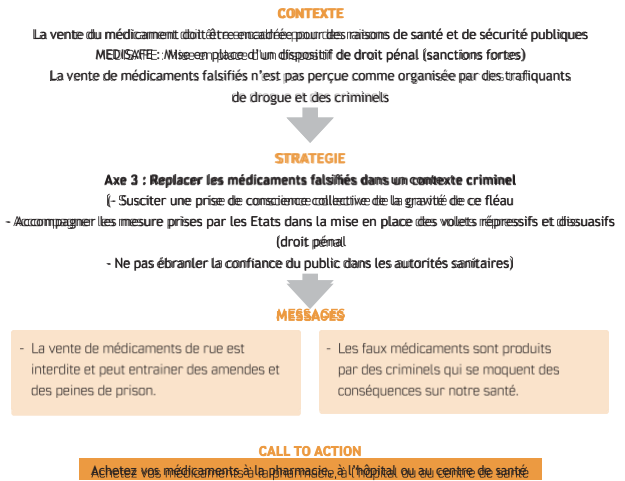 CONTEXTE
La vente du médicament doit être encadrée pour des raisons de santé et de sécurité publiques
MEDISAFE : Mise en place d'un dispositif de droit pénal (sanctions fortes)
La vente de médicaments falsifiés n'est pas perçue comme organisée par des trafiquants
de drogue et des criminels
STRATEGIE
Axe 3 : Replacer les médicaments falsifiés dans un contexte criminel
(- Susciter une prise de conscience collective de la gravité de ce fléau
- Accompagner les mesure prises par les Etats dans la mise en place des volets répressifs et dissuasifs
(droit pénal
- Ne pas ébranler la confiance du public dans les autorités sanitaires)
MESSAGES
- La vente de médicaments de rue est
interdite et peut entrainer des amendes et
des peines de prison.
- Les faux médicaments sont produits
par des criminels qui se moquent des
conséquences sur notre santé.
CALL TO ACTION
Achetez vos médicaments à la pharmacie, à l'hôpital ou au centre de santé